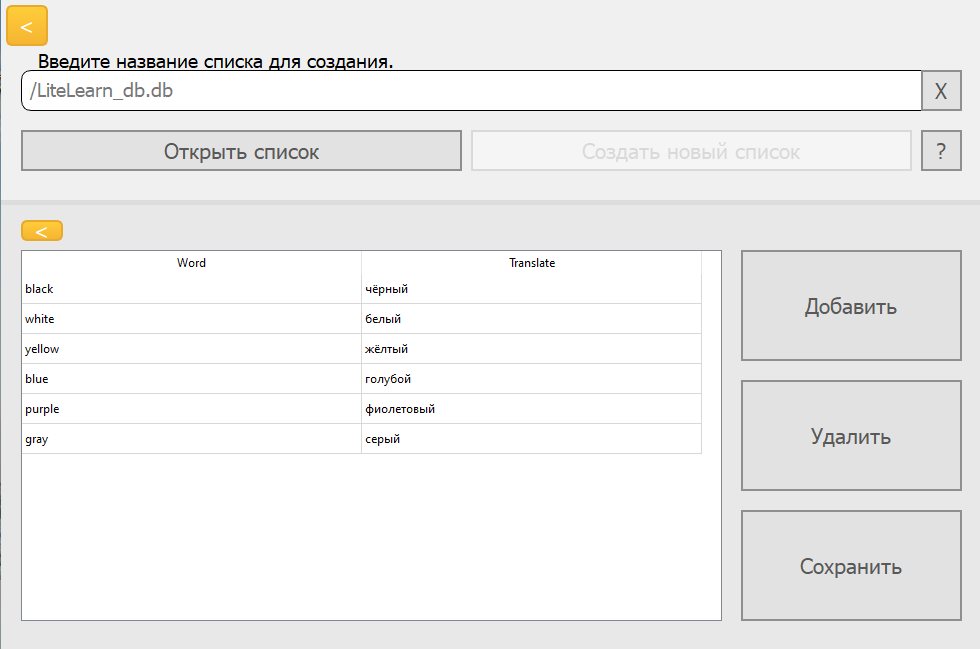 <
Введите название списка для создания.
/LiteLearn_db.db X
Открыть список Создать новый список ?
<
Word Translate
black чёрный
white белый
yellow жёлтый
blue голубой
purple фиолетовый
gray серый
Добавить
Удалить
Сохранить